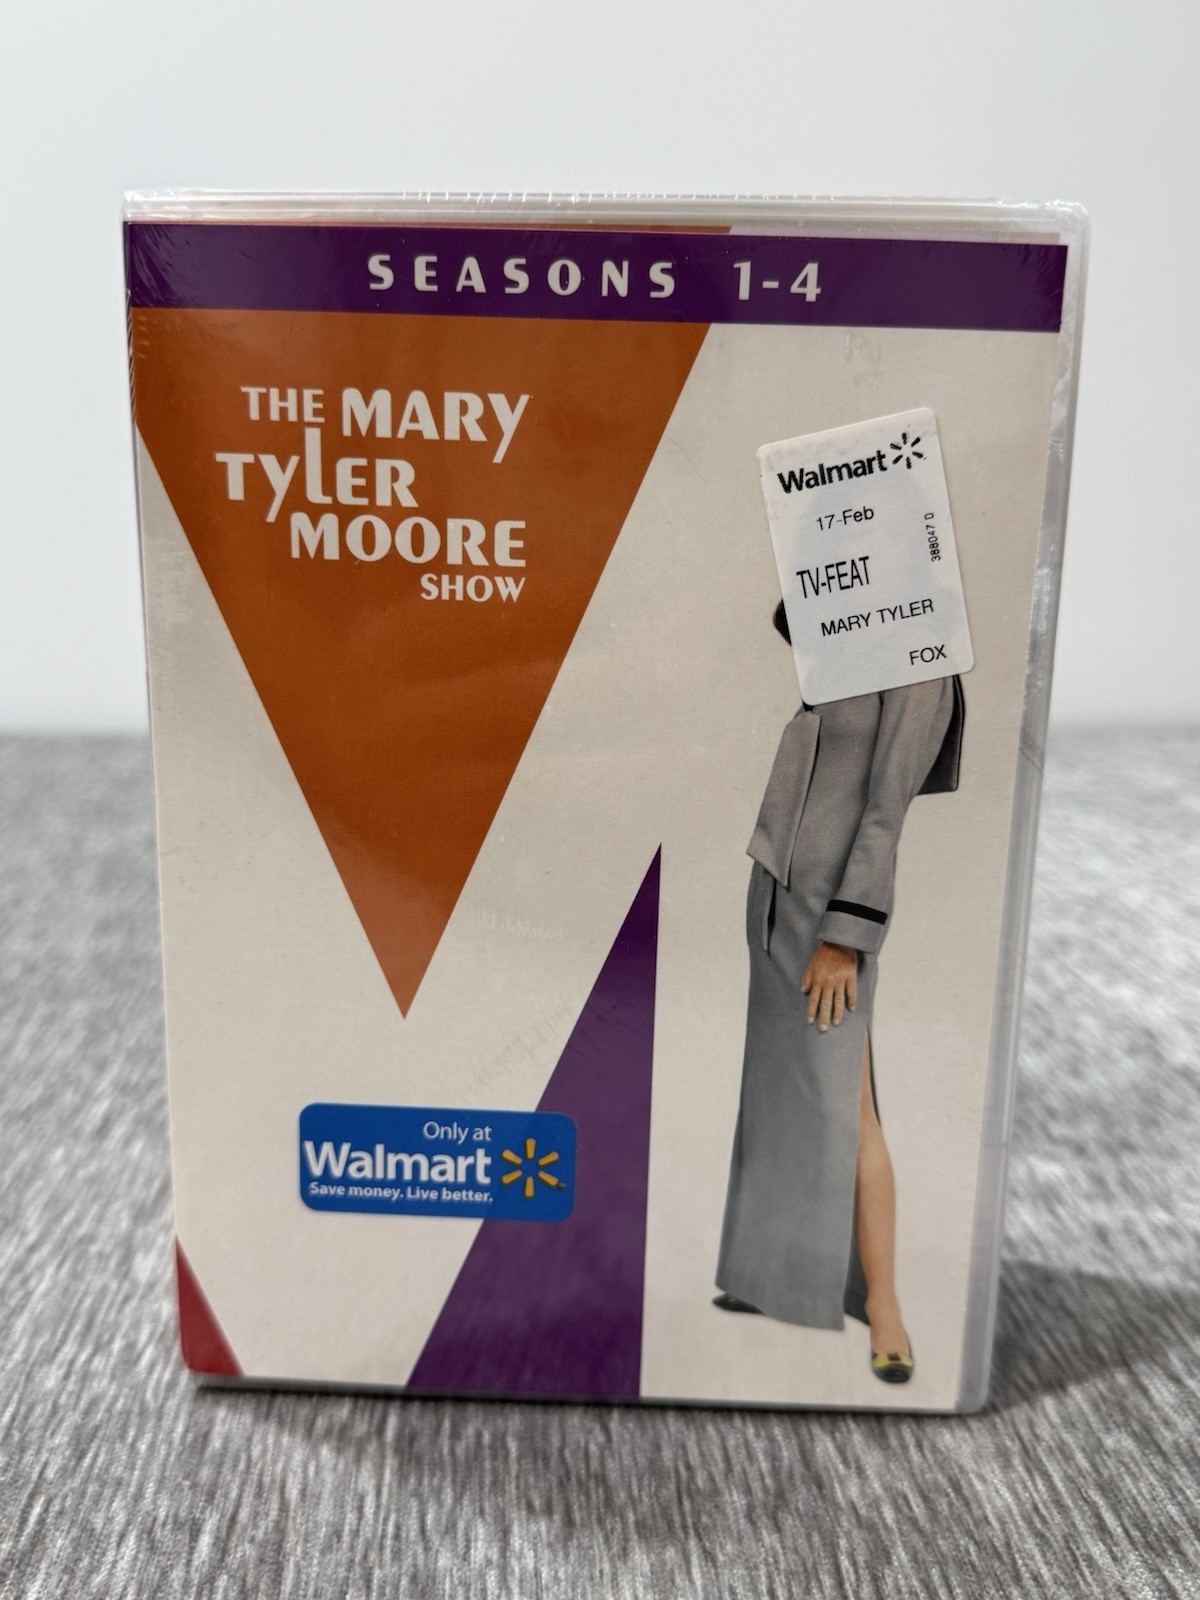 SEASONS 1-4
THE MARY
TYLER
MOORE
SHOW
Walmart
17-Feb
388047 D
TV-FEAT
MARY TYLER
FOX
Only at
Walmart
Save money. Live better.